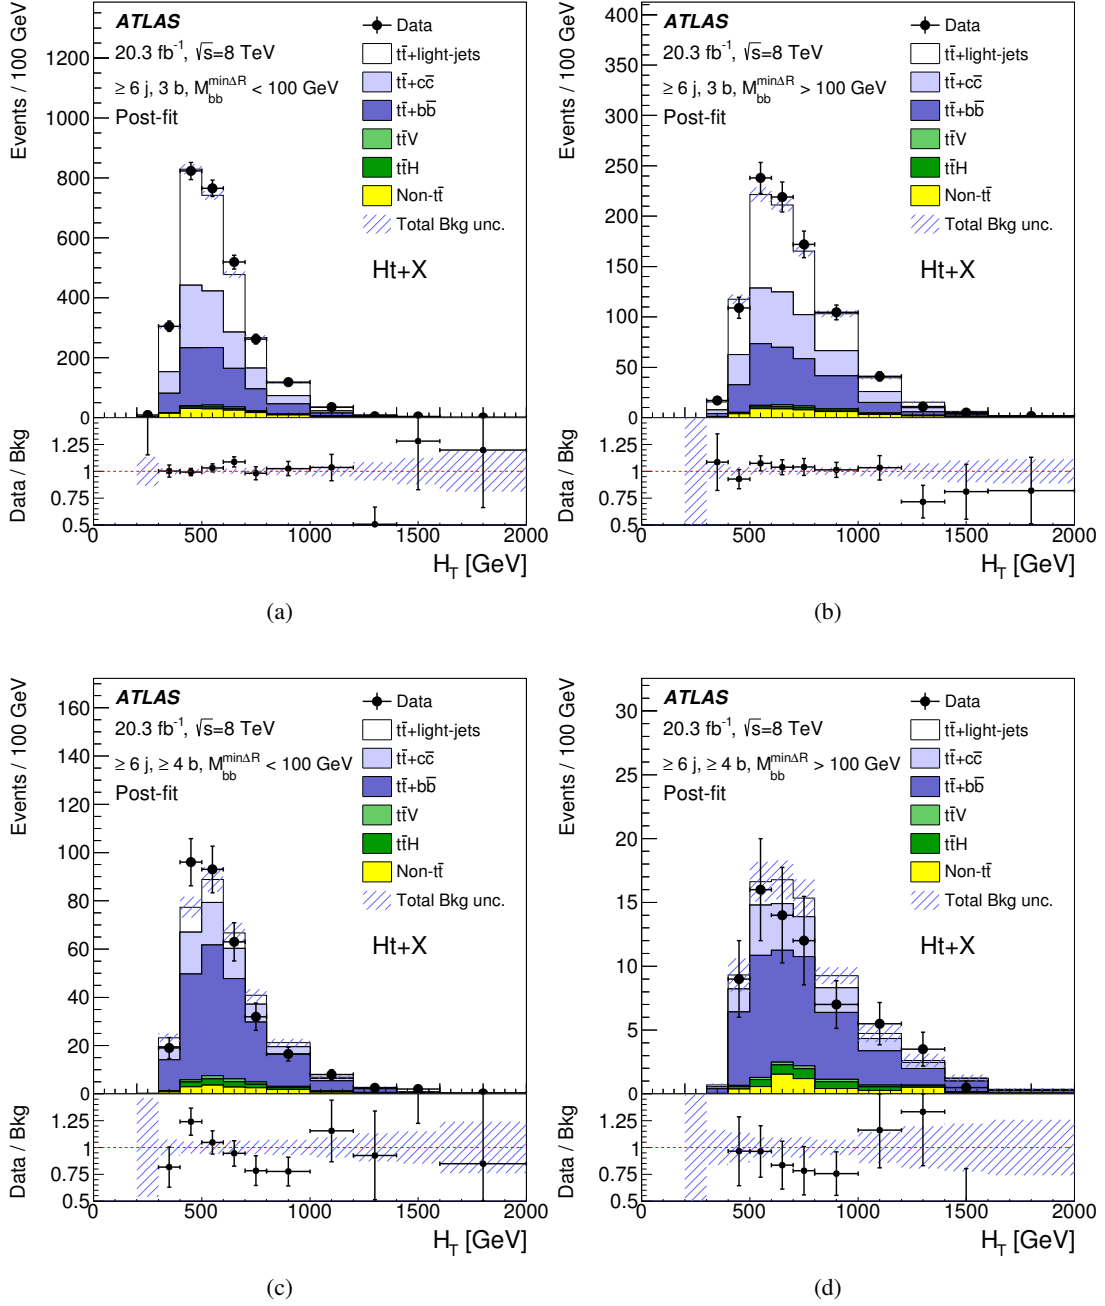 ATLAS
20.3 fb⁻¹, √s=8 TeV
≥ 6 j, 3 b, M_bb^minΔR < 100 GeV
Post-fit
Data
tt̄+light-jets
tt̄+cc̄
tt̄+bb̄
tt̄V
tt̄H
Non-tt̄
Total Bkg unc.
Ht+X
Events / 100 GeV
1200
1000
800
600
400
200
0
Data / Bkg
1.25
1
0.75
0.5
0 500 1000 1500 2000
H_T [GeV]
(a)
ATLAS
20.3 fb⁻¹, √s=8 TeV
≥ 6 j, 3 b, M_bb^minΔR > 100 GeV
Post-fit
Data
tt̄+light-jets
tt̄+cc̄
tt̄+bb̄
tt̄V
tt̄H
Non-tt̄
Total Bkg unc.
Ht+X
Events / 100 GeV
400
350
300
250
200
150
100
50
0
Data / Bkg
1.25
1
0.75
0.5
0 500 1000 1500 2000
H_T [GeV]
(b)
ATLAS
20.3 fb⁻¹, √s=8 TeV
≥ 6 j, ≥ 4 b, M_bb^minΔR < 100 GeV
Post-fit
Data
tt̄+light-jets
tt̄+cc̄
tt̄+bb̄
tt̄V
tt̄H
Non-tt̄
Total Bkg unc.
Ht+X
Events / 100 GeV
160
140
120
100
80
60
40
20
0
Data / Bkg
1.25
1
0.75
0.5
0 500 1000 1500 2000
H_T [GeV]
(c)
ATLAS
20.3 fb⁻¹, √s=8 TeV
≥ 6 j, ≥ 4 b, M_bb^minΔR > 100 GeV
Post-fit
Data
tt̄+light-jets
tt̄+cc̄
tt̄+bb̄
tt̄V
tt̄H
Non-tt̄
Total Bkg unc.
Ht+X
Events / 100 GeV
30
25
20
15
10
5
0
Data / Bkg
1.25
1
0.75
0.5
0 500 1000 1500 2000
H_T [GeV]
(d)